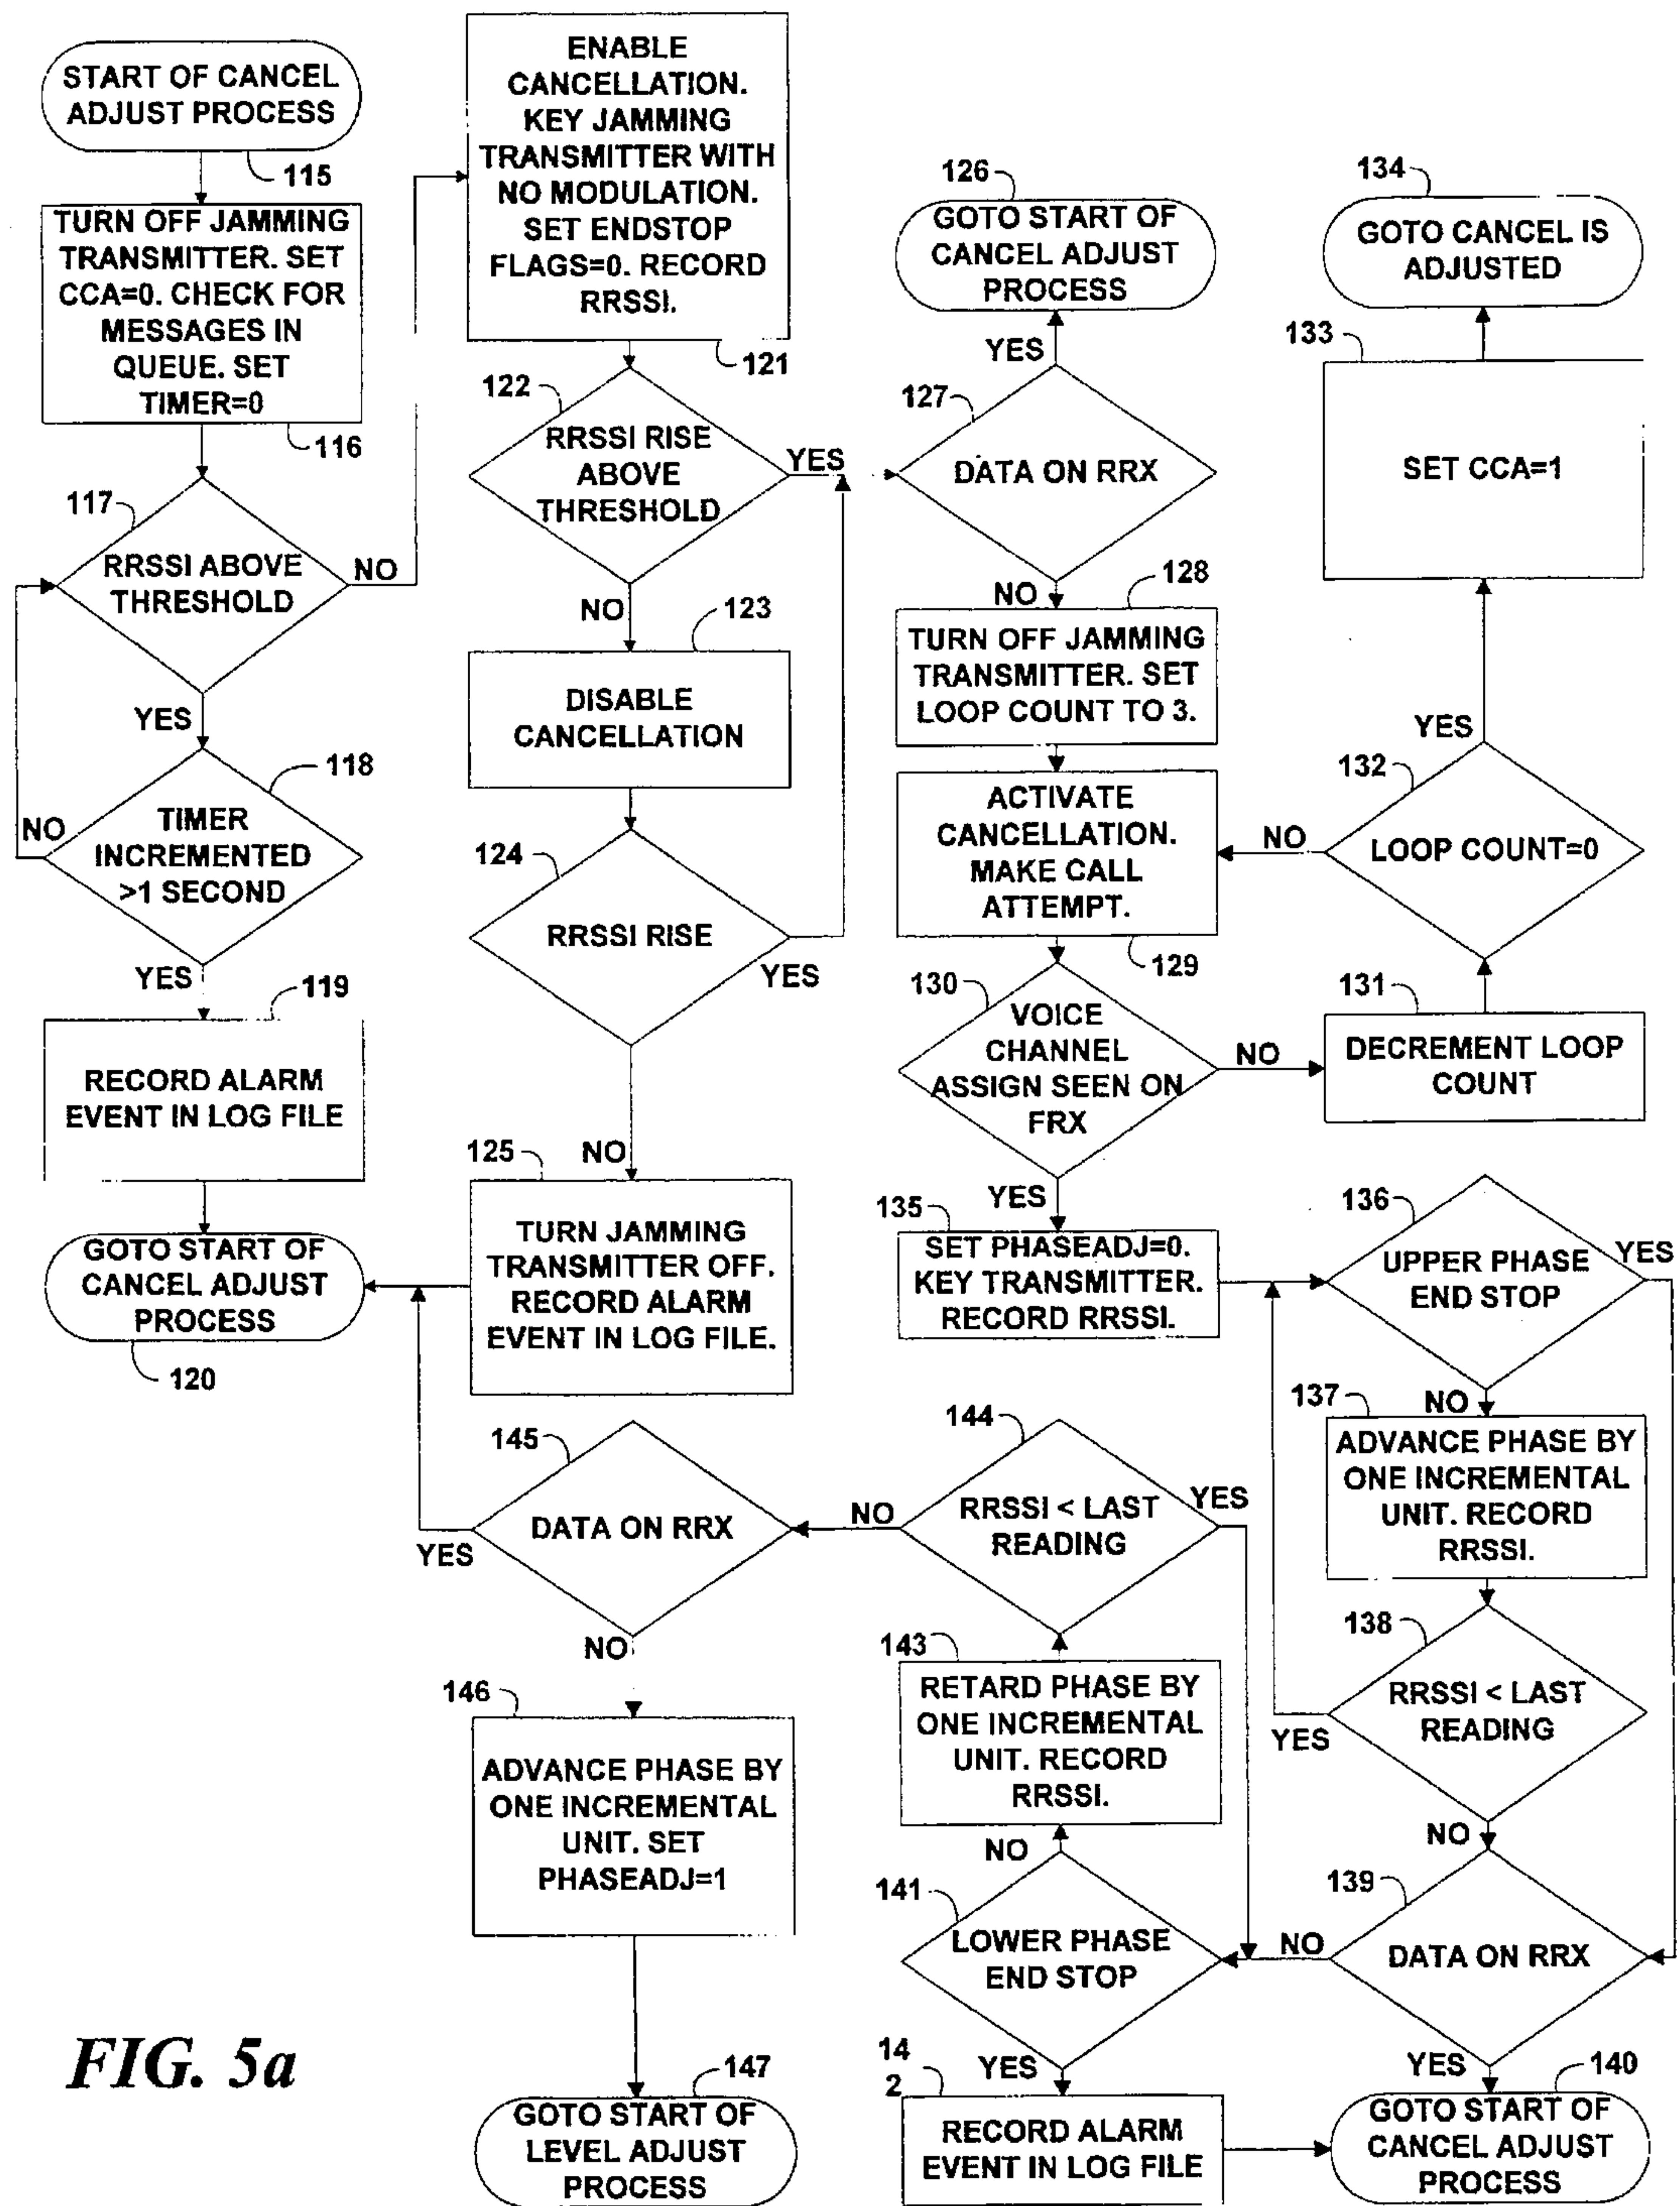 START OF CANCEL
ADJUST PROCESS
115
TURN OFF JAMMING
TRANSMITTER. SET
CCA=0. CHECK FOR
MESSAGES IN
QUEUE. SET
TIMER=0
116
117
RRSSI ABOVE
THRESHOLD
NO
YES
118
TIMER
INCREMENTED
>1 SECOND
NO
YES
119
RECORD ALARM
EVENT IN LOG FILE
GOTO START OF
CANCEL ADJUST
PROCESS
120
ENABLE
CANCELLATION.
KEY JAMMING
TRANSMITTER WITH
NO MODULATION.
SET ENDSTOP
FLAGS=0. RECORD
RRSSI.
121
122
RRSSI RISE
ABOVE
THRESHOLD
YES
NO
123
DISABLE
CANCELLATION
124
RRSSI RISE
YES
NO
125
TURN JAMMING
TRANSMITTER OFF.
RECORD ALARM
EVENT IN LOG FILE.
126
GOTO START OF
CANCEL ADJUST
PROCESS
YES
127
DATA ON RRX
NO
128
TURN OFF JAMMING
TRANSMITTER. SET
LOOP COUNT TO 3.
ACTIVATE
CANCELLATION.
MAKE CALL
ATTEMPT.
129
130
VOICE
CHANNEL
ASSIGN SEEN ON
FRX
NO
YES
131
DECREMENT LOOP
COUNT
132
LOOP COUNT=0
NO
YES
133
SET CCA=1
134
GOTO CANCEL IS
ADJUSTED
135
SET PHASEADJ=0.
KEY TRANSMITTER.
RECORD RRSSI.
136
UPPER PHASE
END STOP
YES
NO
137
ADVANCE PHASE BY
ONE INCREMENTAL
UNIT. RECORD
RRSSI.
138
RRSSI < LAST
READING
YES
NO
139
DATA ON RRX
NO
YES
140
GOTO START OF
CANCEL ADJUST
PROCESS
141
LOWER PHASE
END STOP
NO
YES
14
2
RECORD ALARM
EVENT IN LOG FILE
143
RETARD PHASE BY
ONE INCREMENTAL
UNIT. RECORD
RRSSI.
144
RRSSI < LAST
READING
YES
NO
145
DATA ON RRX
YES
NO
146
ADVANCE PHASE BY
ONE INCREMENTAL
UNIT. SET
PHASEADJ=1
147
GOTO START OF
LEVEL ADJUST
PROCESS
FIG. 5a